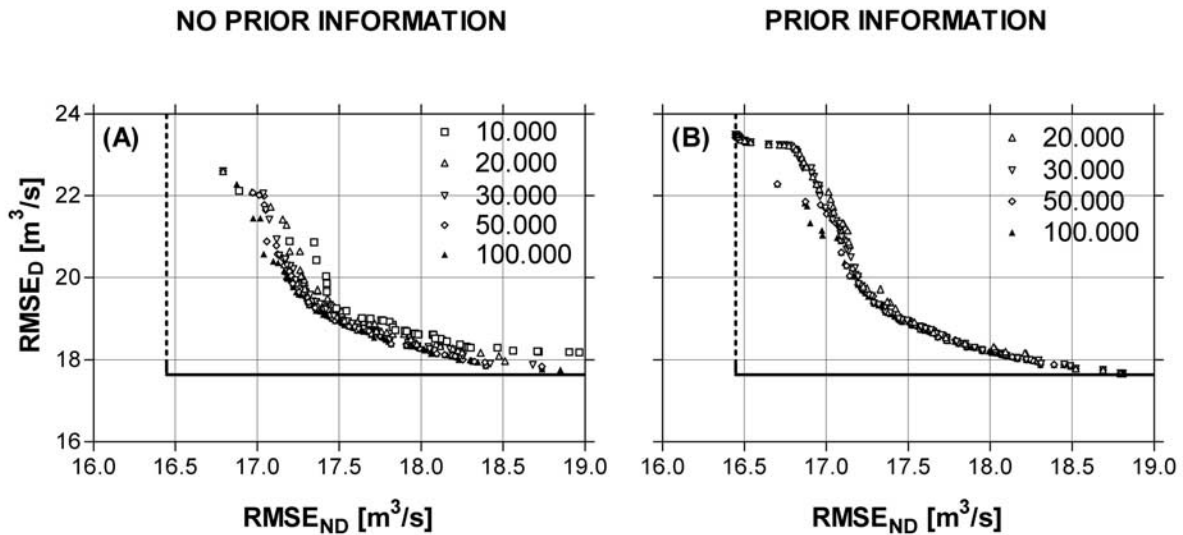 NO PRIOR INFORMATION
PRIOR INFORMATION
24
22
20
18
16
RMSE_D [m³/s]
(A)
10.000
20.000
30.000
50.000
100.000
16.0 16.5 17.0 17.5 18.0 18.5 19.0
RMSE_ND [m³/s]
(B)
20.000
30.000
50.000
100.000
16.0 16.5 17.0 17.5 18.0 18.5 19.0
RMSE_ND [m³/s]